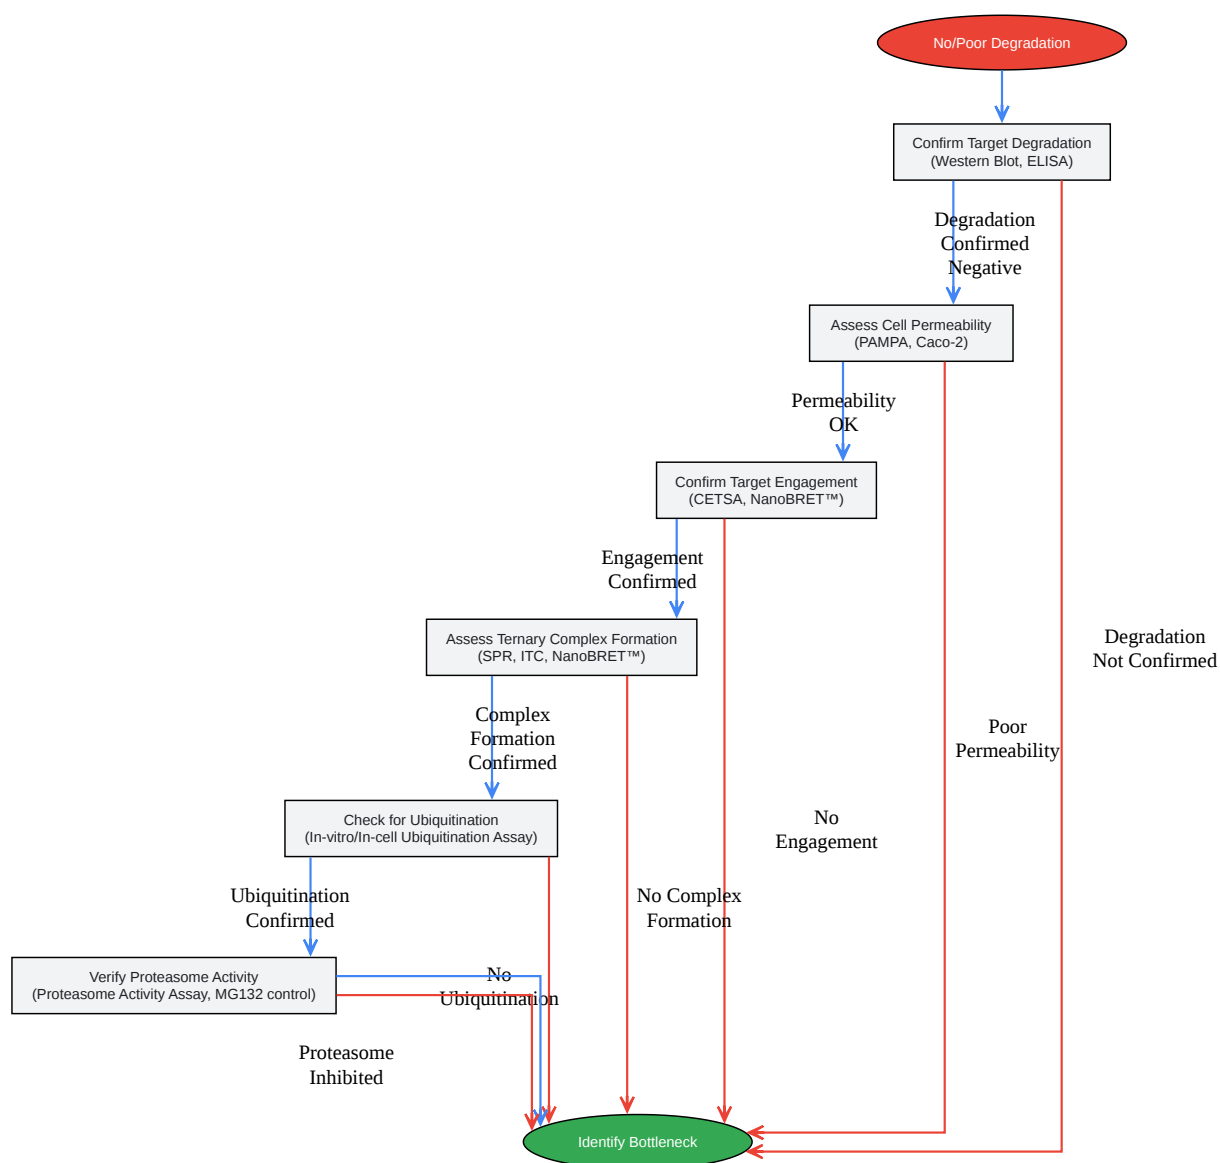 No/Poor Degradation
Confirm Target Degradation
(Western Blot, ELISA)
Degradation
Confirmed
Negative
Assess Cell Permeability
(PAMPA, Caco-2)
Permeability
OK
Confirm Target Engagement
(CETSA, NanoBRET™)
Engagement
Confirmed
Assess Ternary Complex Formation
(SPR, ITC, NanoBRET™)
Degradation
Not Confirmed
Complex
Formation
Confirmed
Poor
Permeability
Check for Ubiquitination
(In-vitro/In-cell Ubiquitination Assay)
No
Engagement
Ubiquitination
Confirmed
No Complex
Formation
Verify Proteasome Activity
(Proteasome Activity Assay, MG132 control)
No
Ubiquitination
Proteasome
Inhibited
Identify Bottleneck